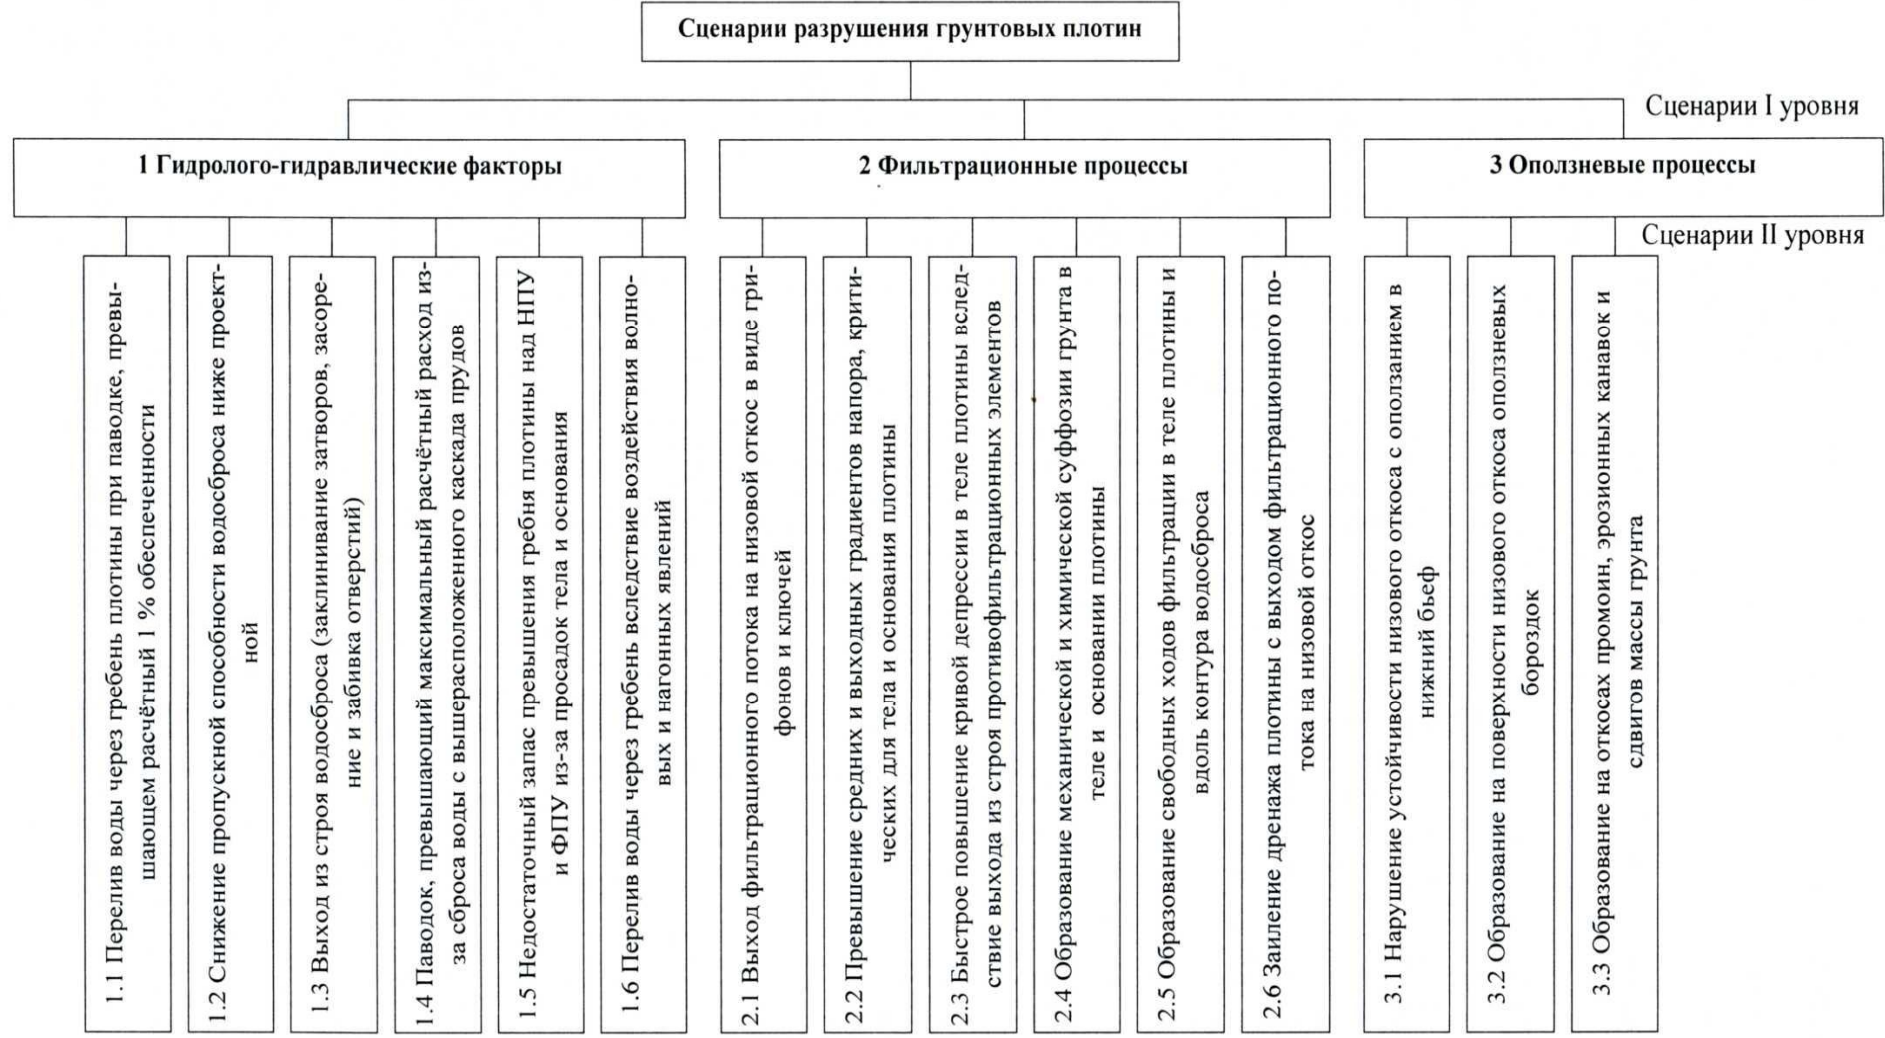 Сценарии разрушения грунтовых плотин
Сценарии I уровня
1 Гидролого-гидравлические факторы
2 Фильтрационные процессы
3 Оползневые процессы
Сценарии II уровня
1.1 Перелив воды через гребень плотины при паводке, превы-
шающем расчётный 1 % обеспеченности
1.2 Снижение пропускной способности водосброса ниже проект-
ной
1.3 Выход из строя водосброса (заклинивание затворов, засоре-
ние и забивка отверстий)
1.4 Паводок, превышающий максимальный расчётный расход из-
за сброса воды с вышерасположенного каскада прудов
1.5 Недостаточный запас превышения гребня плотины над НПУ
и ФПУ из-за просадок тела и основания
1.6 Перелив воды через гребень вследствие воздействия волно-
вых и нагонных явлений
2.1 Выход фильтрационного потока на низовой откос в виде гри-
фонов и ключей
2.2 Превышение средних и выходных градиентов напора, крити-
ческих для тела и основания плотины
2.3 Быстрое повышение кривой депрессии в теле плотины вслед-
ствие выхода из строя противофильтрационных элементов
2.4 Образование механической и химической суффозии грунта в
теле и основании плотины
2.5 Образование свободных ходов фильтрации в теле плотины и
вдоль контура водосброса
2.6 Заиление дренажа плотины с выходом фильтрационного по-
тока на низовой откос
3.1 Нарушение устойчивости низового откоса с оползанием в
нижний бьеф
3.2 Образование на поверхности низового откоса оползневых
бороздок
3.3 Образование на откосах промоин, эрозионных канавок и
сдвигов массы грунта